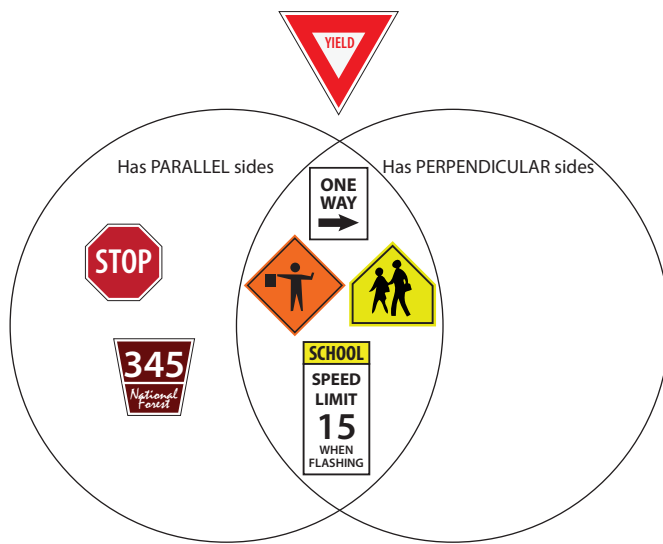 YIELD
Has PARALLEL sides
Has PERPENDICULAR sides
ONE
WAY
STOP
345
National
Forest
SCHOOL
SPEED
LIMIT
15
WHEN
FLASHING